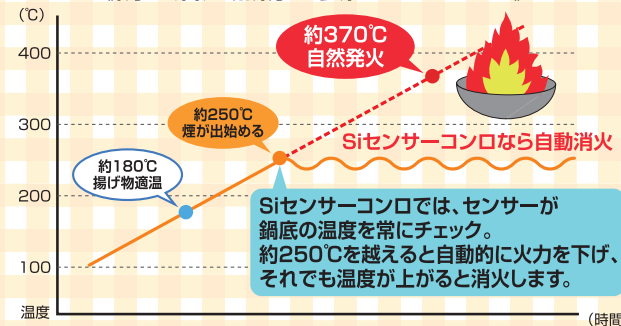 (℃)
400
300
200
100
温度
(時間
約370℃
自然発火
約250℃
煙が出始める
約180℃
揚げ物適温
Siセンサーコンロなら自動消火
Siセンサーコンロでは、センサーが
鍋底の温度を常にチェック。
約250℃を越えると自動的に火力を下げ、
それでも温度が上がると消火します。